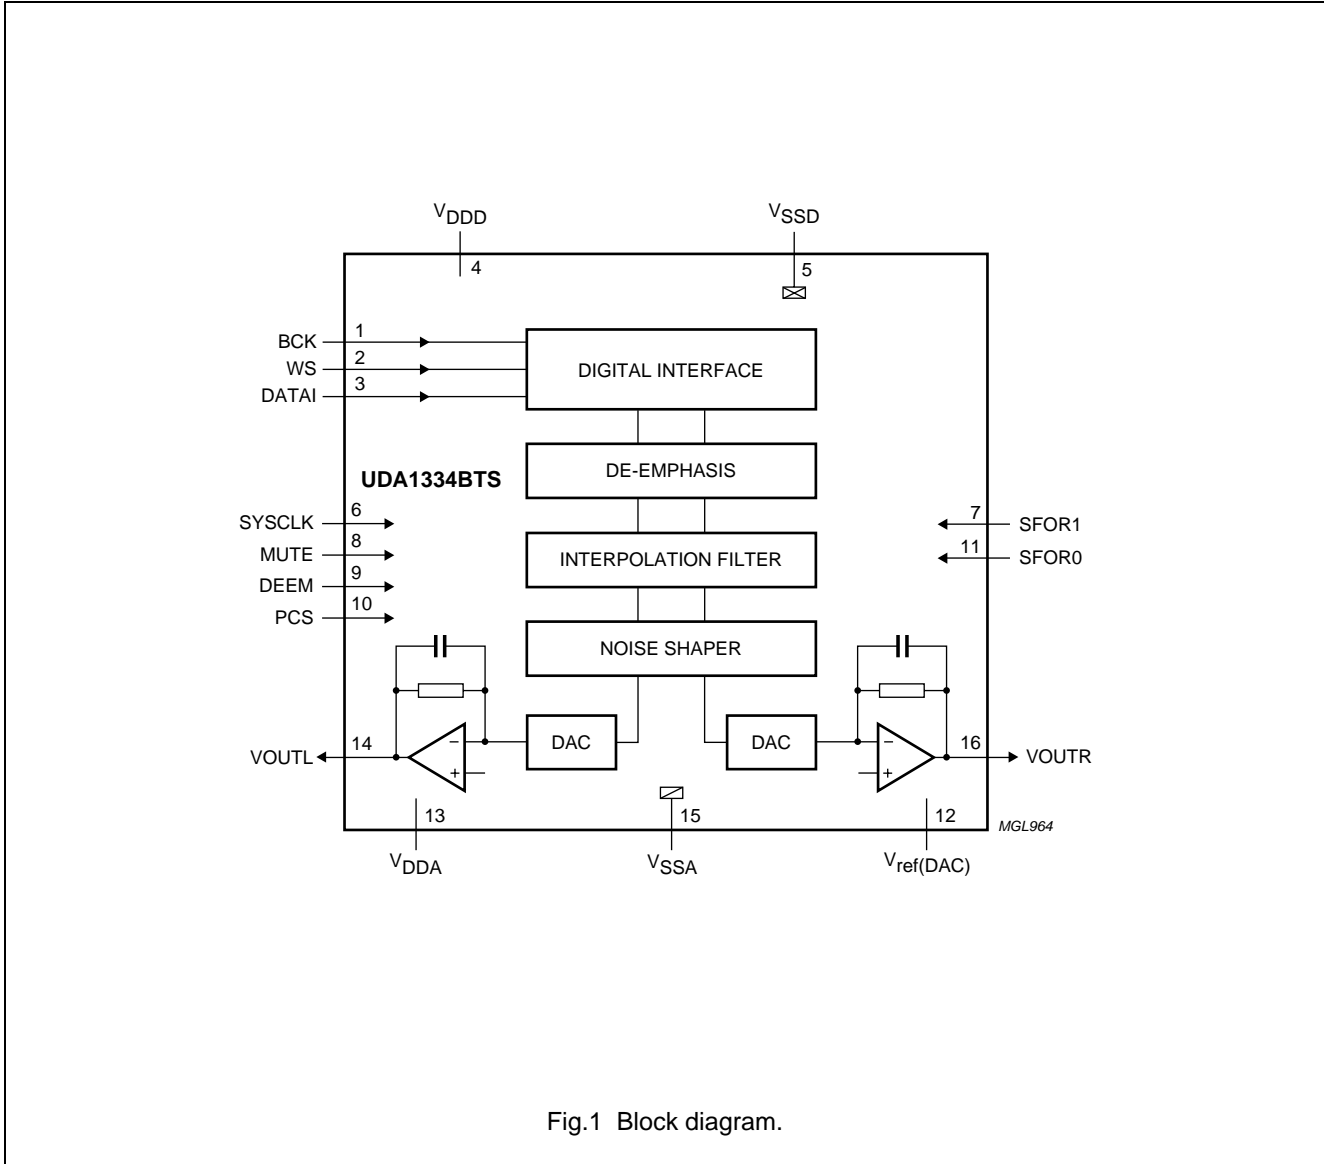 VDDD
VSSD
4
5
BCK 1
WS 2
DATAI 3
DIGITAL INTERFACE
DE-EMPHASIS
UDA1334BTS
SYSCLK 6
MUTE 8
DEEM 9
PCS 10
7 SFOR1
11 SFOR0
INTERPOLATION FILTER
NOISE SHAPER
VOUTL 14
−
+
DAC
DAC
−
+
16 VOUTR
13
15
12
MGL964
VDDA
VSSA
Vref(DAC)
Fig.1 Block diagram.